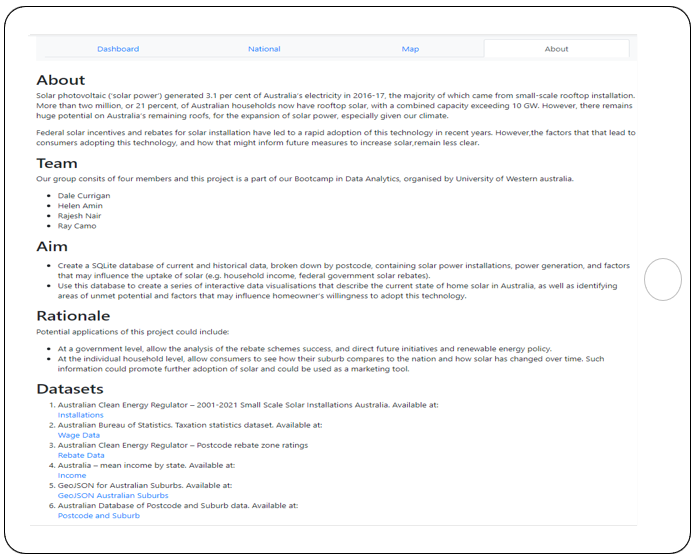 Dashboard National Map About
About
Solar photovoltaic ('solar power') generated 3.1 per cent of Australia's electricity in 2016-17, the majority of which came from small-scale rooftop installation.
More than two million, or 21 percent, of Australian households now have rooftop solar, with a combined capacity exceeding 10 GW. However, there remains
huge potential on Australia's remaining roofs, for the expansion of solar power, especially given our climate.
Federal solar incentives and rebates for solar installation have led to a rapid adoption of this technology in recent years. However,the factors that that lead to
consumers adopting this technology, and how that might inform future measures to increase solar,remain less clear.
Team
Our group consits of four members and this project is a part of our Bootcamp in Data Analytics, organised by University of Western australia.
• Dale Currigan
• Helen Amin
• Rajesh Nair
• Ray Camo
Aim
• Create a SQLite database of current and historical data, broken down by postcode, containing solar power installations, power generation, and factors
that may influence the uptake of solar (e.g. household income, federal government solar rebates).
• Use this database to create a series of interactive data visualisations that describe the current state of home solar in Australia, as well as identifying
areas of unmet potential and factors that may influence homeowner's willingness to adopt this technology.
Rationale
Potential applications of this project could include:
• At a government level, allow the analysis of the rebate schemes success, and direct future initiatives and renewable energy policy.
• At the individual household level, allow consumers to see how their suburb compares to the nation and how solar has changed over time. Such
information could promote further adoption of solar and could be used as a marketing tool.
Datasets
1. Australian Clean Energy Regulator – 2001-2021 Small Scale Solar Installations Australia. Available at:
Installations
2. Australian Bureau of Statistics. Taxation statistics dataset. Available at:
Wage Data
3. Australian Clean Energy Regulator – Postcode rebate zone ratings
Rebate Data
4. Australia – mean income by state. Available at:
Income
5. GeoJSON for Australian Suburbs. Available at:
GeoJSON Australian Suburbs
6. Australian Database of Postcode and Suburb data. Available at:
Postcode and Suburb